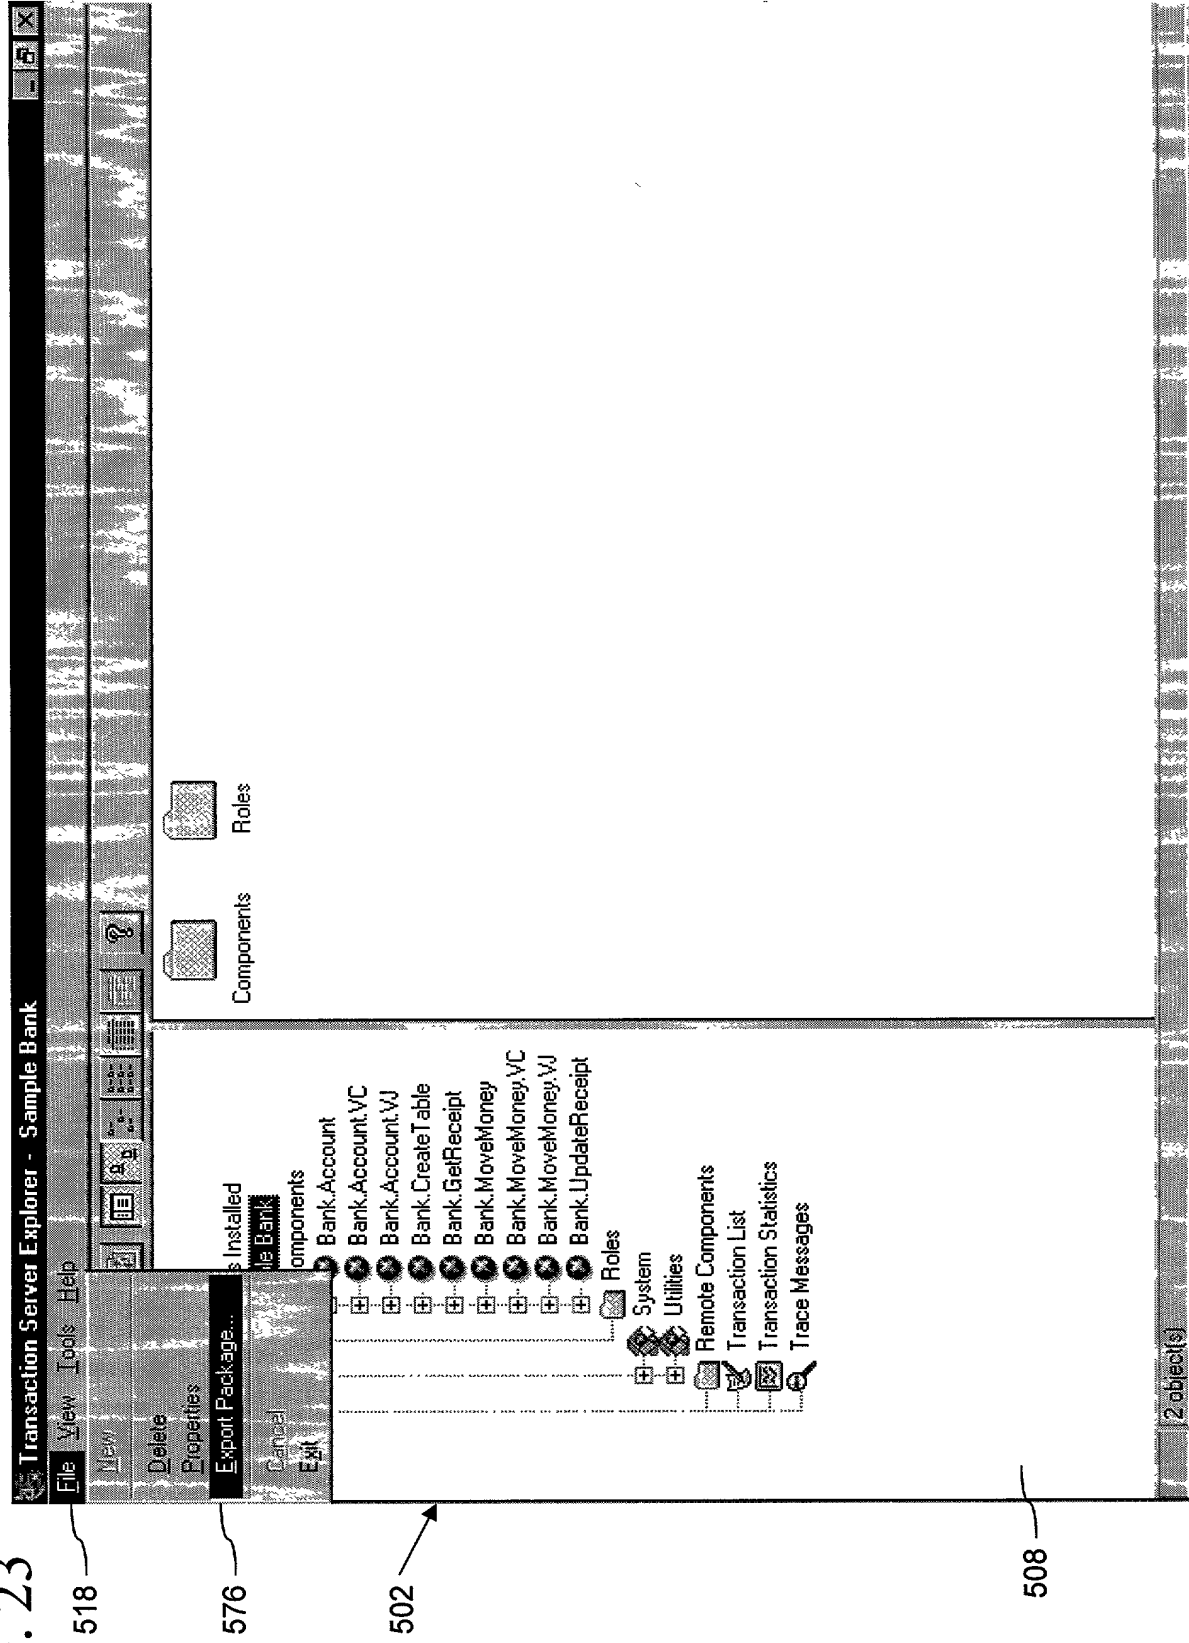 . 23
Transaction Server Explorer - Sample Bank
File View Tools Help
New
Delete
Properties
Export Package...
Cancel
Exit
s Installed
le Bank
omponents
Bank.Account
Bank.Account.VC
Bank.Account.VJ
Bank.CreateTable
Bank.GetReceipt
Bank.MoveMoney
Bank.MoveMoney.VC
Bank.MoveMoney.VJ
Bank.UpdateReceipt
Roles
System
Utilities
Remote Components
Transaction List
Transaction Statistics
Trace Messages
Components
Roles
2 object(s)
518
576
502
508